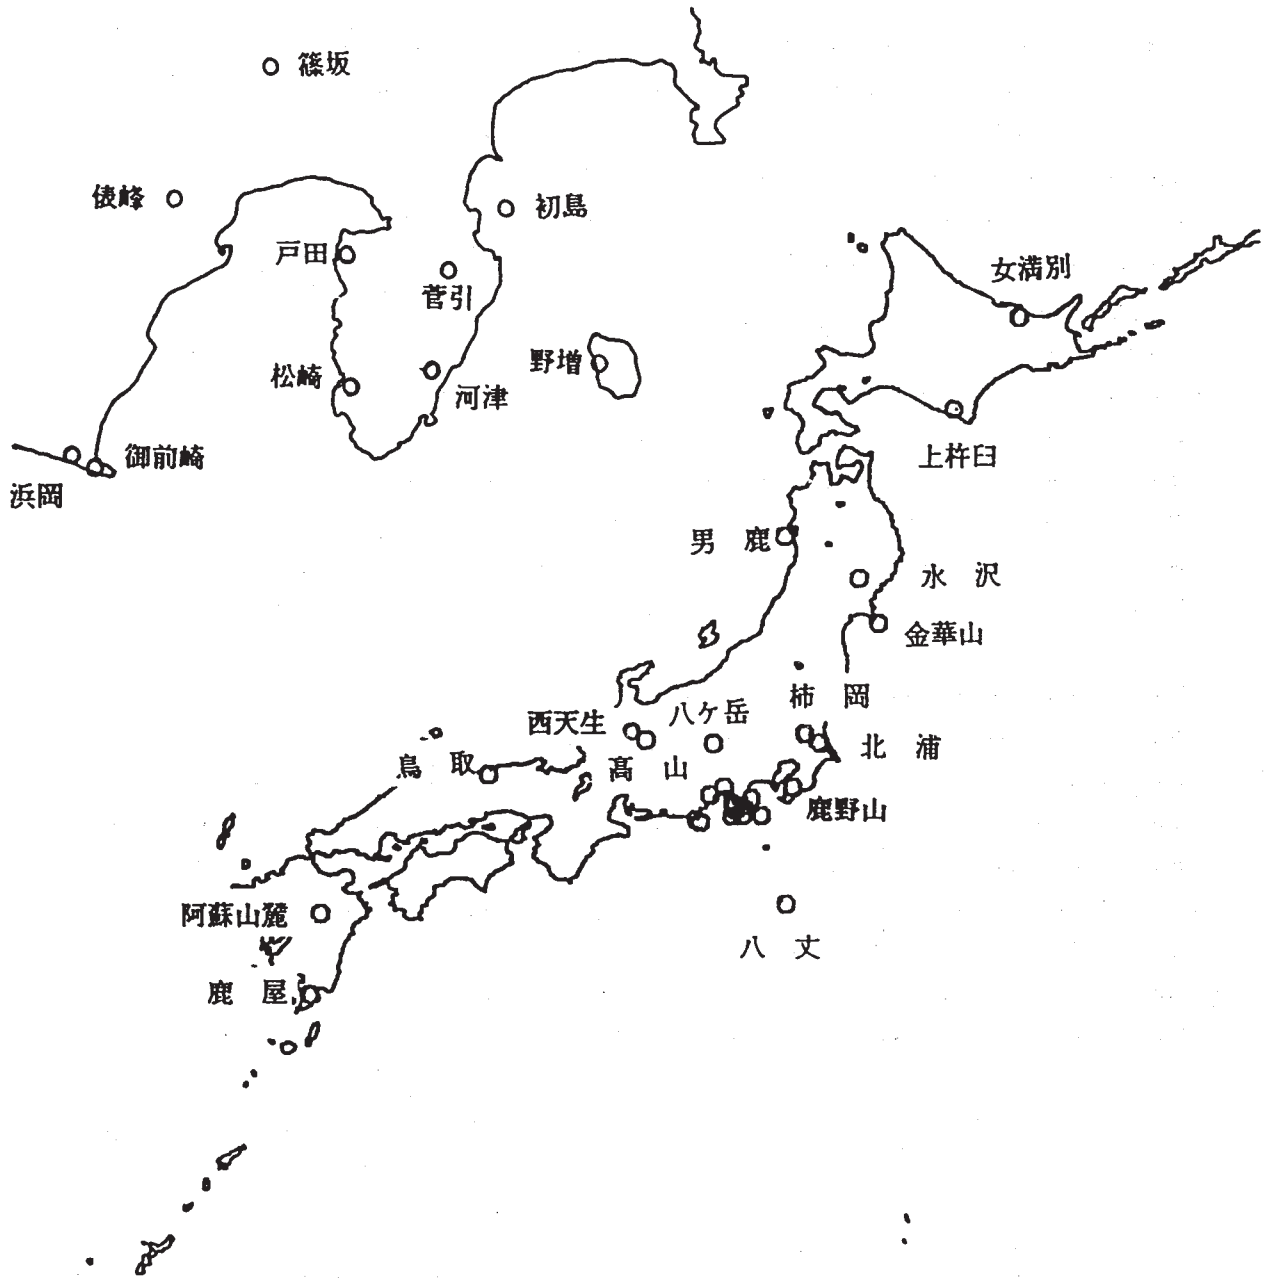 篠坂
俵峰
初島
戸田
菅引
女満別
野増
松崎
河津
御前崎
上杵臼
浜岡
男鹿
水沢
金華山
柿岡
八ヶ岳
西天生
北浦
鳥取
高山
鹿野山
阿蘇山麓
八丈
鹿屋